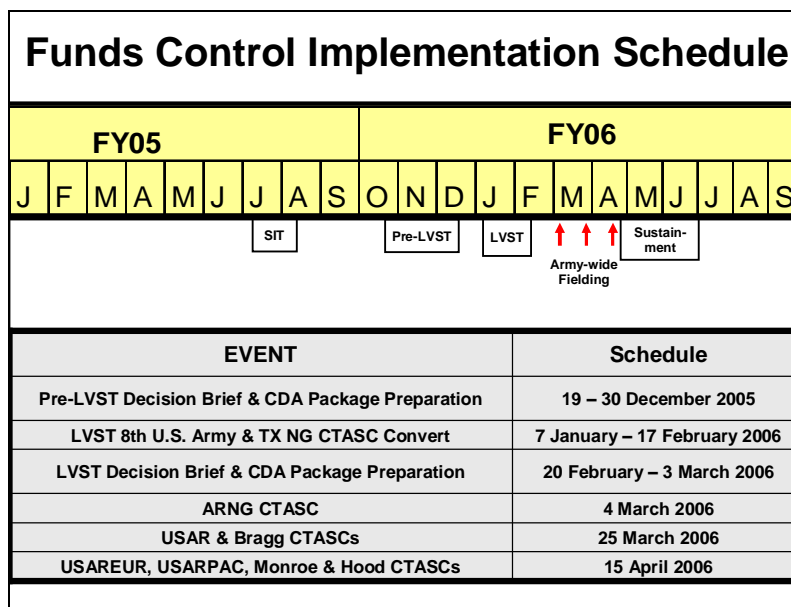 Funds Control Implementation Schedule
FY05 FY06
J F M A M J J A S O N D J F M A M J J A S
SIT Pre-LVST LVST Sustain-
ment
Army-wide
Fielding
EVENT Schedule
Pre-LVST Decision Brief & CDA Package Preparation 19 – 30 December 2005
LVST 8th U.S. Army & TX NG CTASC Convert 7 January – 17 February 2006
LVST Decision Brief & CDA Package Preparation 20 February – 3 March 2006
ARNG CTASC 4 March 2006
USAR & Bragg CTASCs 25 March 2006
USAREUR, USARPAC, Monroe & Hood CTASCs 15 April 2006